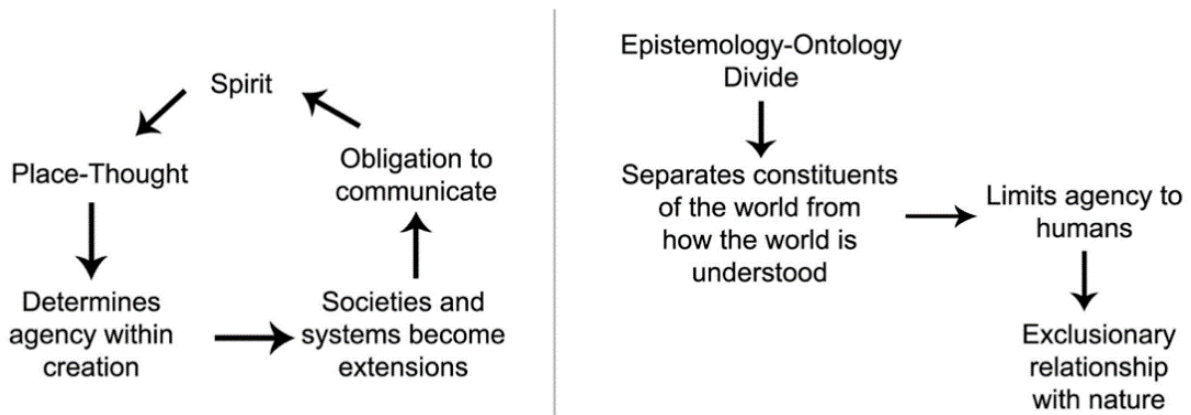 Spirit
Place-Thought
Obligation to
communicate
Determines
agency within
creation
Societies and
systems become
extensions
Epistemology-Ontology
Divide
Separates constituents
of the world from
how the world is
understood
Limits agency to
humans
Exclusionary
relationship
with nature